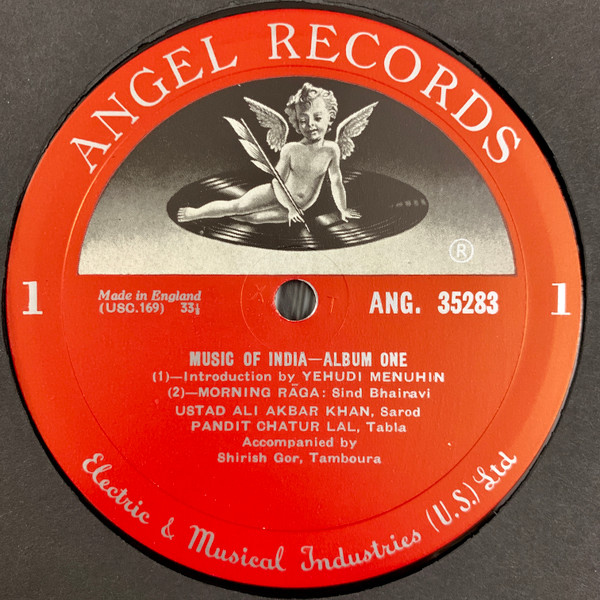 ANGEL RECORDS
®
1
1
Made in England
(USC.169) 33⅓
ANG. 35283
MUSIC OF INDIA—ALBUM ONE
(1)—Introduction by YEHUDI MENUHIN
(2)—MORNING RĀGA: Sind Bhairavi
USTAD ALI AKBAR KHAN, Sarod
PANDIT CHATUR LAL, Tabla
Accompanied by
Shirish Gor, Tamboura
Electric & Musical Industries (U.S.) Ltd